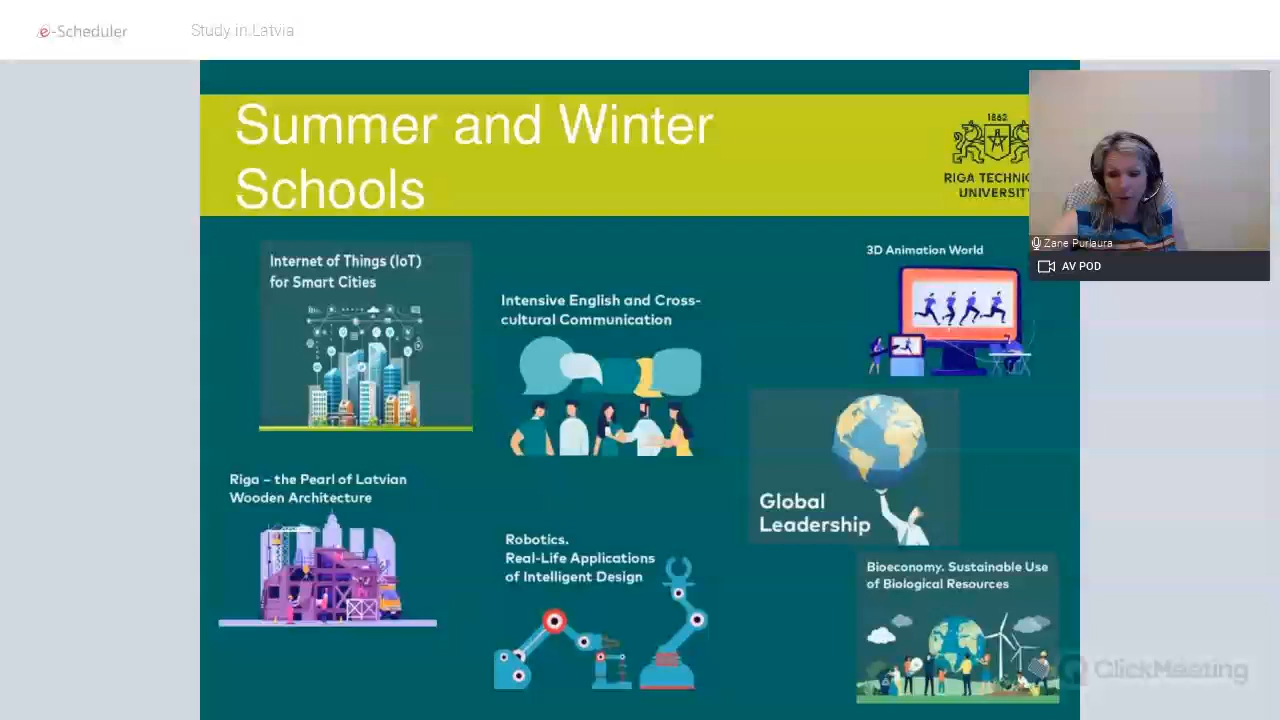 e-Scheduler
Study in Latvia
Summer and Winter
Schools
1862
RIGA TECHNI
UNIVERSITY
Zane Purlaura
AV POD
Internet of Things (IoT)
for Smart Cities
Intensive English and Cross-
cultural Communication
3D Animation World
Riga – the Pearl of Latvian
Wooden Architecture
Global
Leadership
Robotics.
Real-Life Applications
of Intelligent Design
Bioeconomy. Sustainable Use
of Biological Resources
ClickMeeting